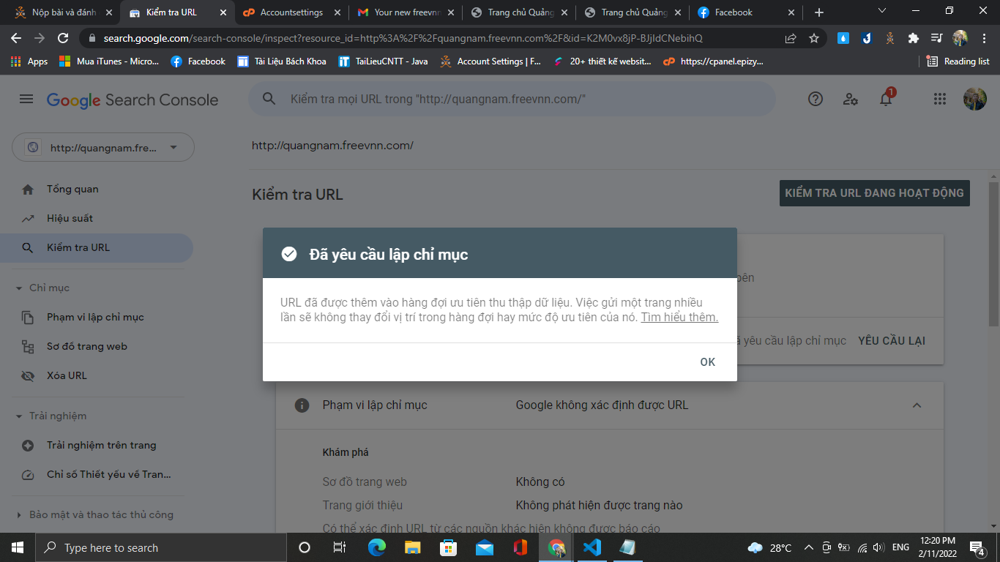 Nộp bài và đánh
Kiểm tra URL
Accountsettings
Your new freevnn
Trang chủ Quảng
Trang chủ Quảng
Facebook
search.google.com/search-console/inspect?resource_id=http%3A%2F%2Fquangnam.freevnn.com%2F&id=K2M0vx8jP-BJjIdCNebihQ
Apps
Mua iTunes - Micro...
Facebook
Tài Liệu Bách Khoa
TaiLieuCNTT - Java
Account Settings | F...
20+ thiết kế websit...
https://cpanel.epizy...
Reading list
Google Search Console
Kiểm tra mọi URL trong "http://quangnam.freevnn.com/"
1
http://quangnam.fre...
http://quangnam.freevnn.com/
Tổng quan
Hiệu suất
Kiểm tra URL
Chỉ mục
Phạm vi lập chỉ mục
Sơ đồ trang web
Xóa URL
Trải nghiệm
Trải nghiệm trên trang
Chỉ số Thiết yếu về Tran...
Bảo mật và thao tác thủ công
Kiểm tra URL
KIỂM TRA URL ĐANG HOẠT ĐỘNG
Đã yêu cầu lập chỉ mục
URL đã được thêm vào hàng đợi ưu tiên thu thập dữ liệu. Việc gửi một trang nhiều
lần sẽ không thay đổi vị trí trong hàng đợi hay mức độ ưu tiên của nó. Tìm hiểu thêm.
OK
yêu cầu lập chỉ mục
YÊU CẦU LẠI
Phạm vi lập chỉ mục
Google không xác định được URL
Khám phá
Sơ đồ trang web
Không có
Trang giới thiệu
Không phát hiện được trang nào
Có thể xác định URL từ các nguồn khác hiện không được báo cáo
Type here to search
28°C
ENG
12:20 PM
2/11/2022
4